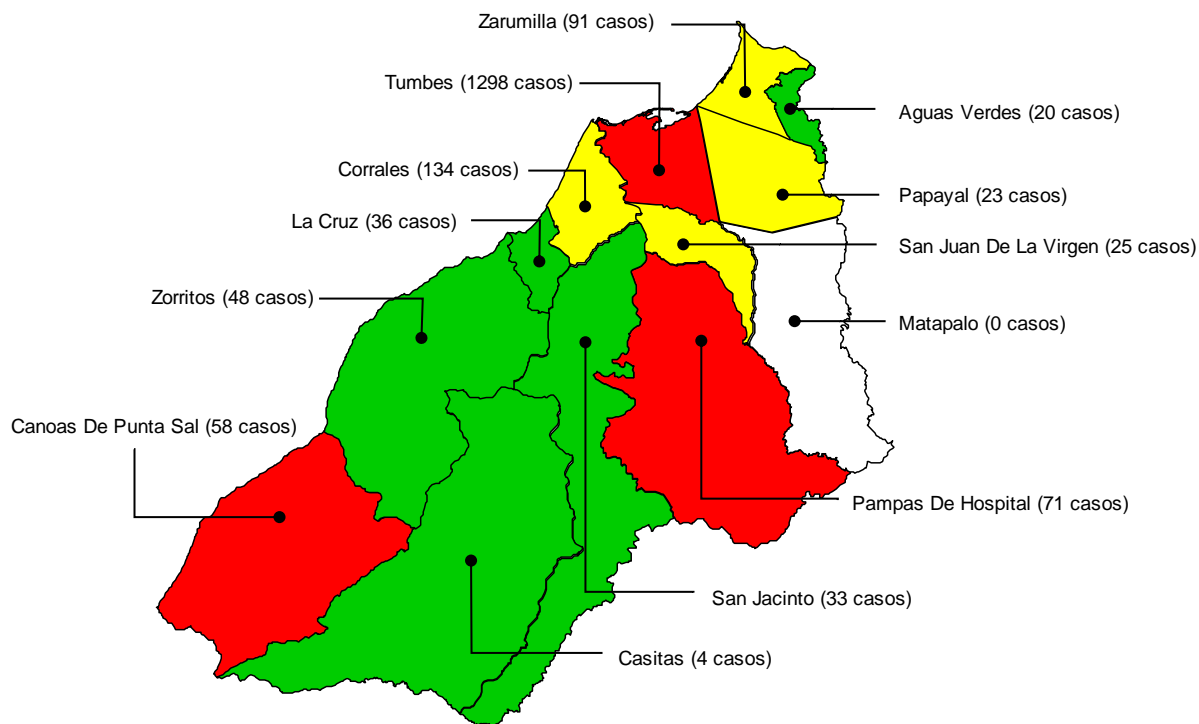 Zarumilla (91 casos)
Tumbes (1298 casos)
Aguas Verdes (20 casos)
Corrales (134 casos)
Papayal (23 casos)
La Cruz (36 casos)
San Juan De La Virgen (25 casos)
Zorritos (48 casos)
Matapalo (0 casos)
Canoas De Punta Sal (58 casos)
Pampas De Hospital (71 casos)
San Jacinto (33 casos)
Casitas (4 casos)